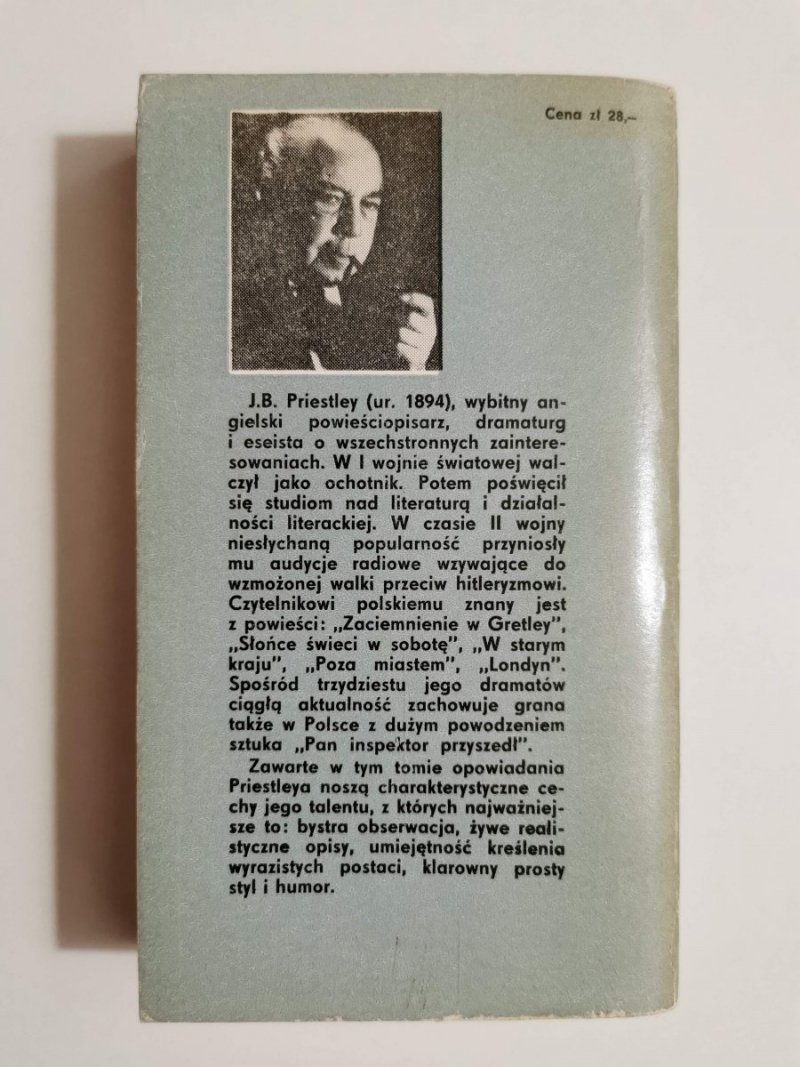 Cena zł 28,—
J.B. Priestley (ur. 1894), wybitny an-
gielski powieściopisarz, dramaturg
i eseista o wszechstronnych zaintere-
sowaniach. W I wojnie światowej wal-
czył jako ochotnik. Potem poświęcił
się studiom nad literaturą i działal-
ności literackiej. W czasie II wojny
niesłychaną popularność przyniosły
mu audycje radiowe wzywające do
wzmożonej walki przeciw hitleryzmowi.
Czytelnikowi polskiemu znany jest
z powieści: „Zaciemnienie w Gretley”,
„Słońce świeci w sobotę”, „W starym
kraju”, „Poza miastem”, „Londyn”.
Spośród trzydziestu jego dramatów
ciągłą aktualność zachowuje grana
także w Polsce z dużym powodzeniem
sztuka „Pan inspektor przyszedł”.
Zawarte w tym tomie opowiadania
Priestleya noszą charakterystyczne ce-
chy jego talentu, z których najważniej-
sze to: bystra obserwacja, żywe reali-
styczne opisy, umiejętność kreślenia
wyrazistych postaci, klarowny prosty
styl i humor.